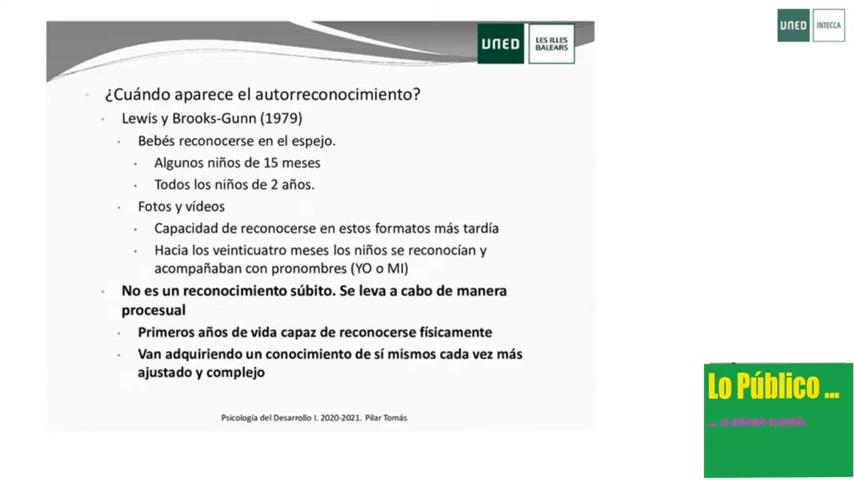 UNED
LES ILLES
BALEARS
UNED
INTECCA
¿Cuándo aparece el autorreconocimiento?
Lewis y Brooks-Gunn (1979)
Bebés reconocerse en el espejo.
Algunos niños de 15 meses
Todos los niños de 2 años.
Fotos y vídeos
Capacidad de reconocerse en estos formatos más tardía
Hacia los veinticuatro meses los niños se reconocían y
acompañaban con pronombres (YO o MI)
No es un reconocimiento súbito. Se leva a cabo de manera
procesual
Primeros años de vida capaz de reconocerse físicamente
Van adquiriendo un conocimiento de sí mismos cada vez más
ajustado y complejo
Psicología del Desarrollo I. 2020-2021. Pilar Tomás
Lo Público ...